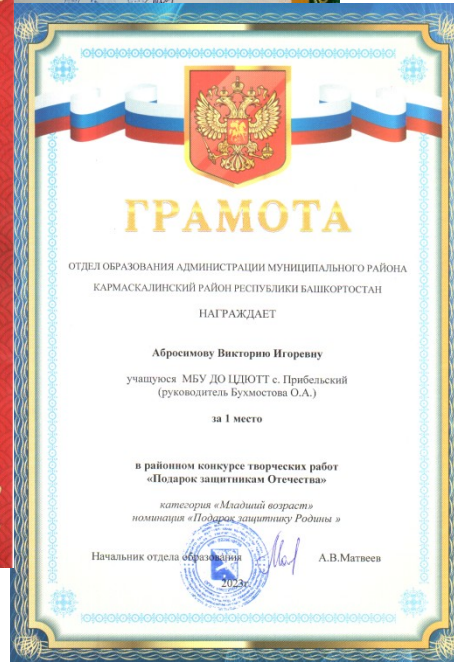 ГРАМОТА
ОТДЕЛ ОБРАЗОВАНИЯ АДМИНИСТРАЦИИ МУНИЦИПАЛЬНОГО РАЙОНА
КАРМАСКАЛИНСКИЙ РАЙОН РЕСПУБЛИКИ БАШКОРТОСТАН
НАГРАЖДАЕТ
Абросимову Викторию Игоревну
учащуюся МБУ ДО ЦДЮТТ с. Прибельский
(руководитель Бухмостова О.А.)
за 1 место
в районном конкурсе творческих работ
«Подарок защитникам Отечества»
категория «Младший возраст»
номинация «Подарок защитнику Родины »
Начальник отдела образования А.В.Матвеев
2023г.